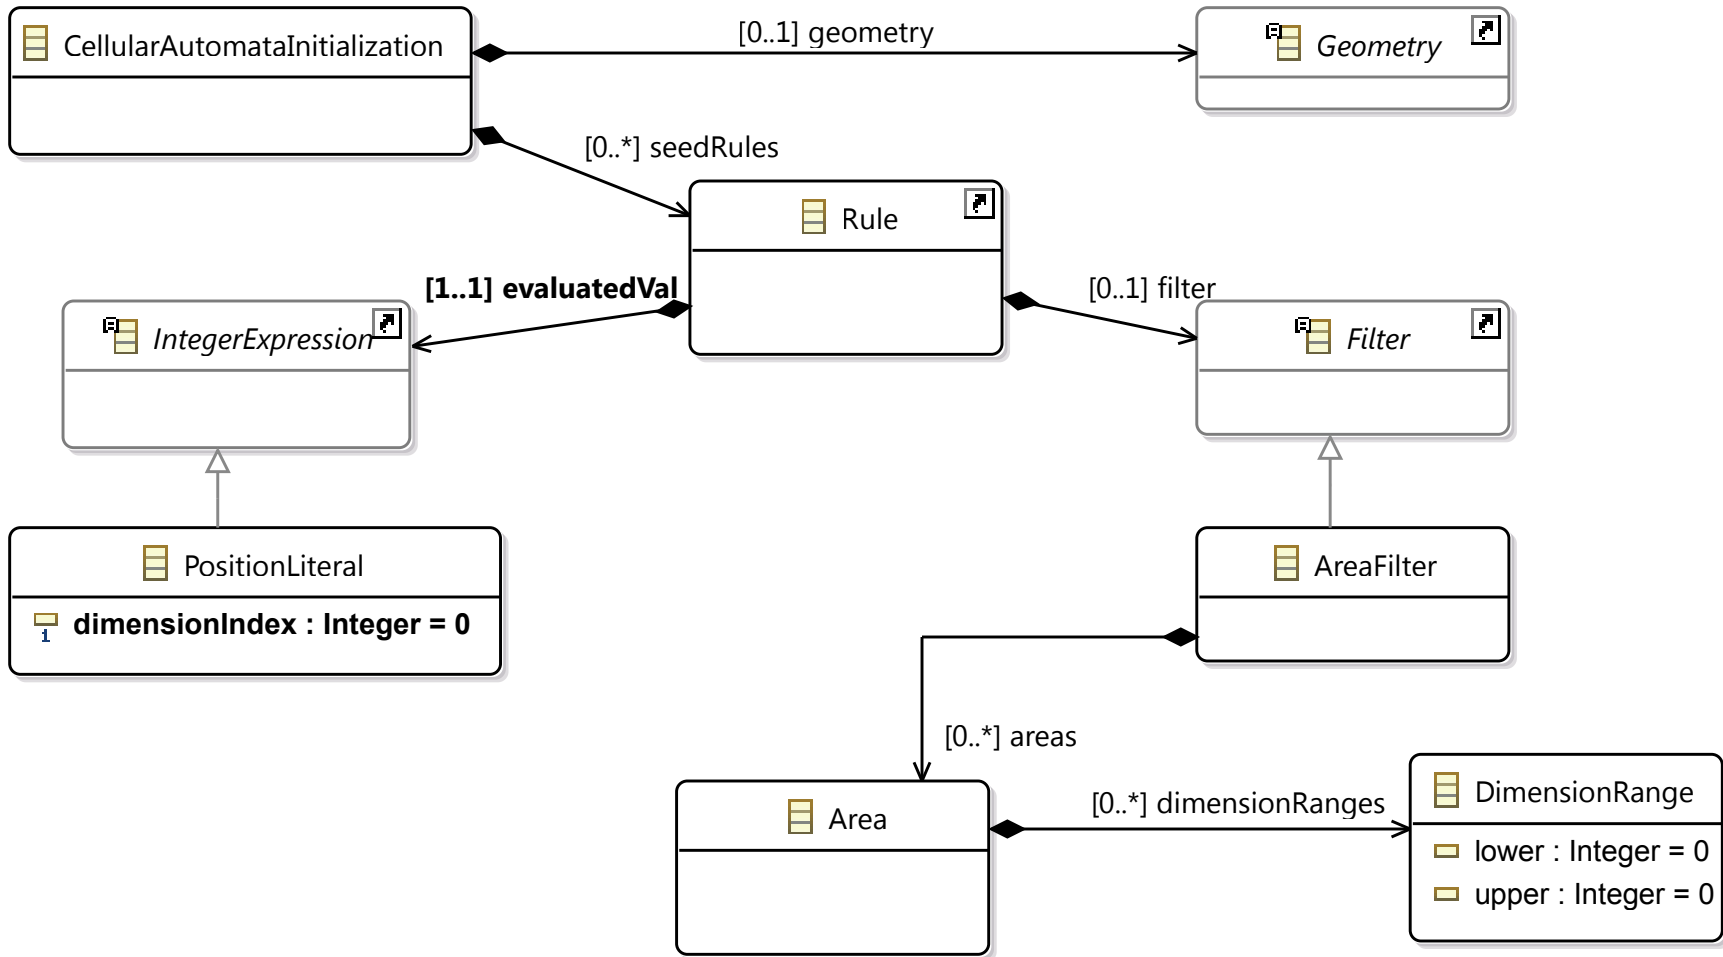 CellularAutomataInitialization
[0..1] geometry
Geometry
[0..*] seedRules
Rule
[1..1] evaluatedVal
[0..1] filter
IntegerExpression
Filter
PositionLiteral
1 dimensionIndex : Integer = 0
AreaFilter
[0..*] areas
Area
[0..*] dimensionRanges
DimensionRange
lower : Integer = 0
upper : Integer = 0